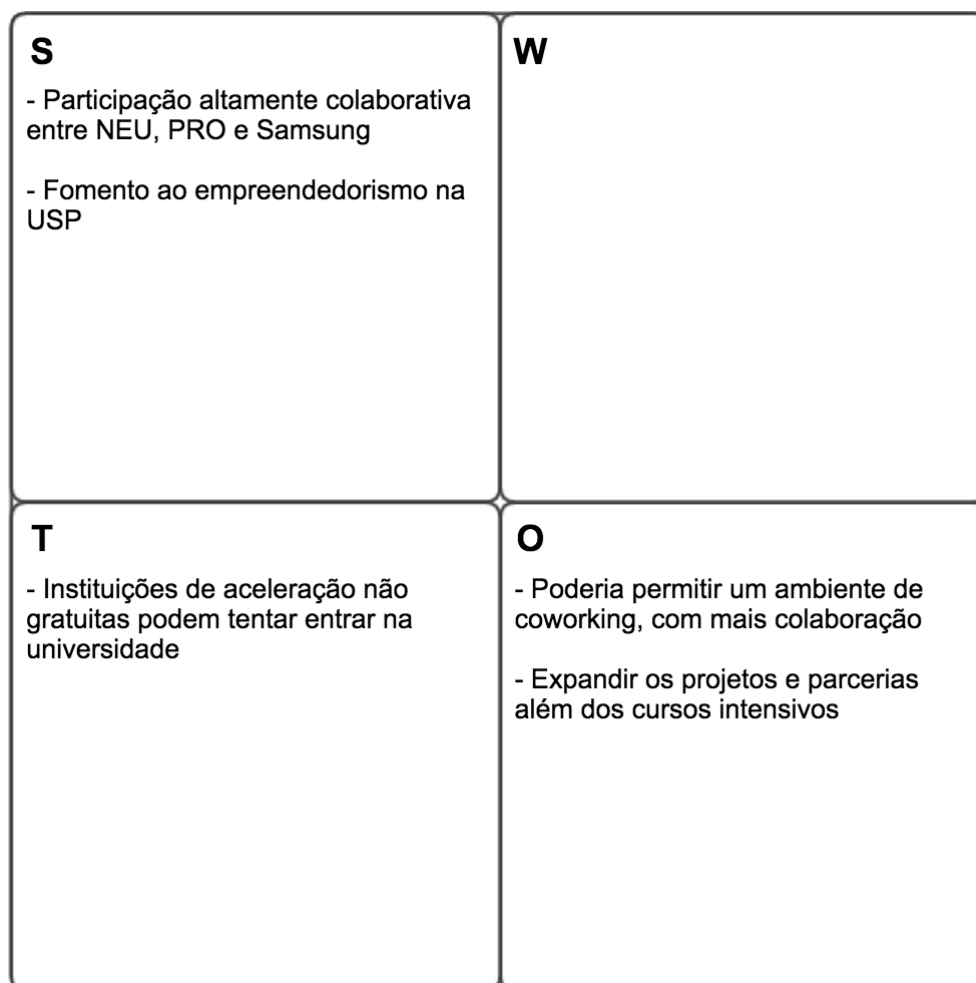 S
- Participação altamente colaborativa
entre NEU, PRO e Samsung
- Fomento ao empreendedorismo na
USP
W
T
- Instituições de aceleração não
gratuitas podem tentar entrar na
universidade
O
- Poderia permitir um ambiente de
coworking, com mais colaboração
- Expandir os projetos e parcerias
além dos cursos intensivos